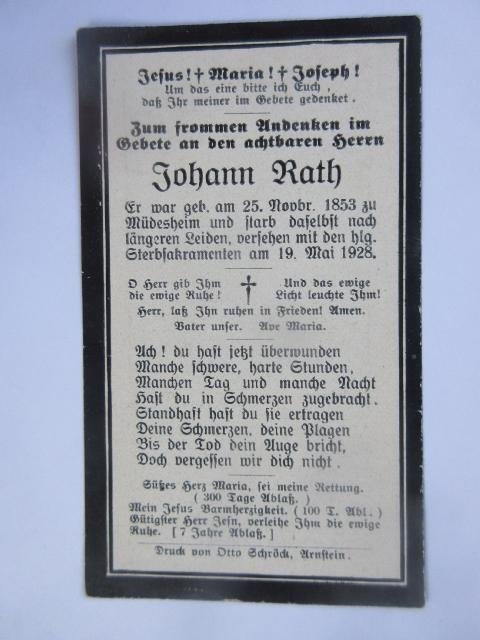 Jesus! † Maria! † Joseph!
Um das eine bitte ich Euch,
daß Ihr meiner im Gebete gedenket.
Zum frommen Andenken im
Gebete an den achtbaren Herrn
Johann Rath
Er war geb. am 25. Novbr. 1853 zu
Müdesheim und starb daselbst nach
längeren Leiden, versehen mit den hlg.
Sterbsakramenten am 19. Mai 1928.
O Herr gib Ihm
die ewige Ruhe!
†
Und das ewige
Licht leuchte Ihm!
Herr, laß Ihn ruhen in Frieden! Amen.
Vater unser. Ave Maria.
Ach! du hast jetzt überwunden
Manche schwere, harte Stunden,
Manchen Tag und manche Nacht
Hast du in Schmerzen zugebracht.
Standhaft hast du sie ertragen
Deine Schmerzen, deine Plagen
Bis der Tod dein Auge bricht,
Doch vergessen wir dich nicht.
Süßes Herz Maria, sei meine Rettung.
(300 Tage Ablaß.)
Mein Jesus Barmherzigkeit. (100 T. Abl.)
Gütigster Herr Jesn, verleihe Ihm die ewige
Ruhe. [7 Jahre Ablaß.]
Druck von Otto Schröck, Arnstein.